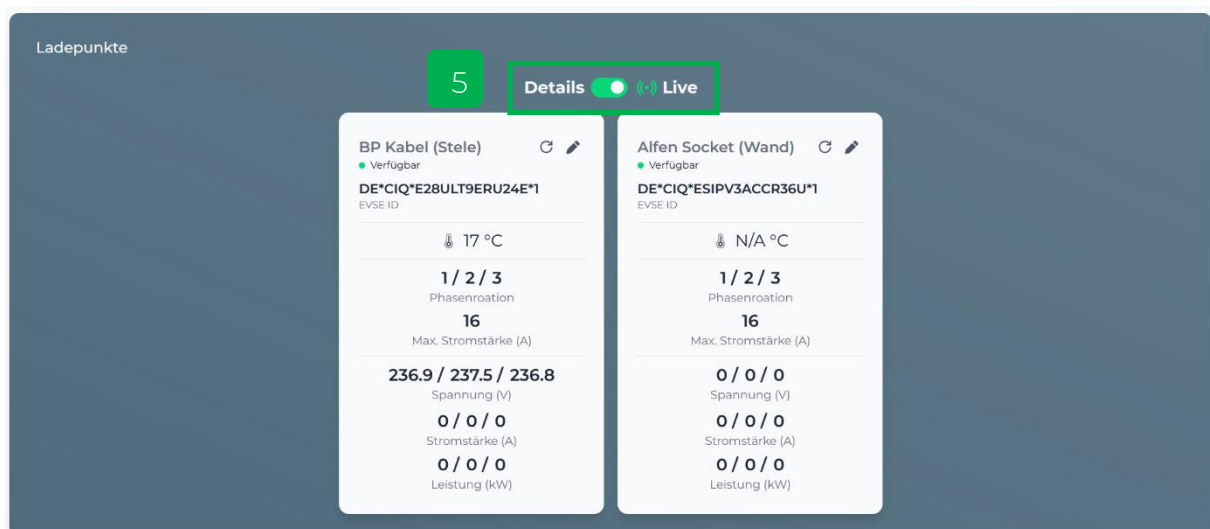 Ladepunkte
5
Details Live
BP Kabel (Stele)
Verfügbar
DE*CIQ*E28ULT9ERU24E*1
EVSE ID
17 °C
1 / 2 / 3
Phasenroation
16
Max. Stromstärke (A)
236.9 / 237.5 / 236.8
Spannung (V)
0 / 0 / 0
Stromstärke (A)
0 / 0 / 0
Leistung (kW)
Alfen Socket (Wand)
Verfügbar
DE*CIQ*ESIPV3ACCR36U*1
EVSE ID
N/A °C
1 / 2 / 3
Phasenroation
16
Max. Stromstärke (A)
0 / 0 / 0
Spannung (V)
0 / 0 / 0
Stromstärke (A)
0 / 0 / 0
Leistung (kW)